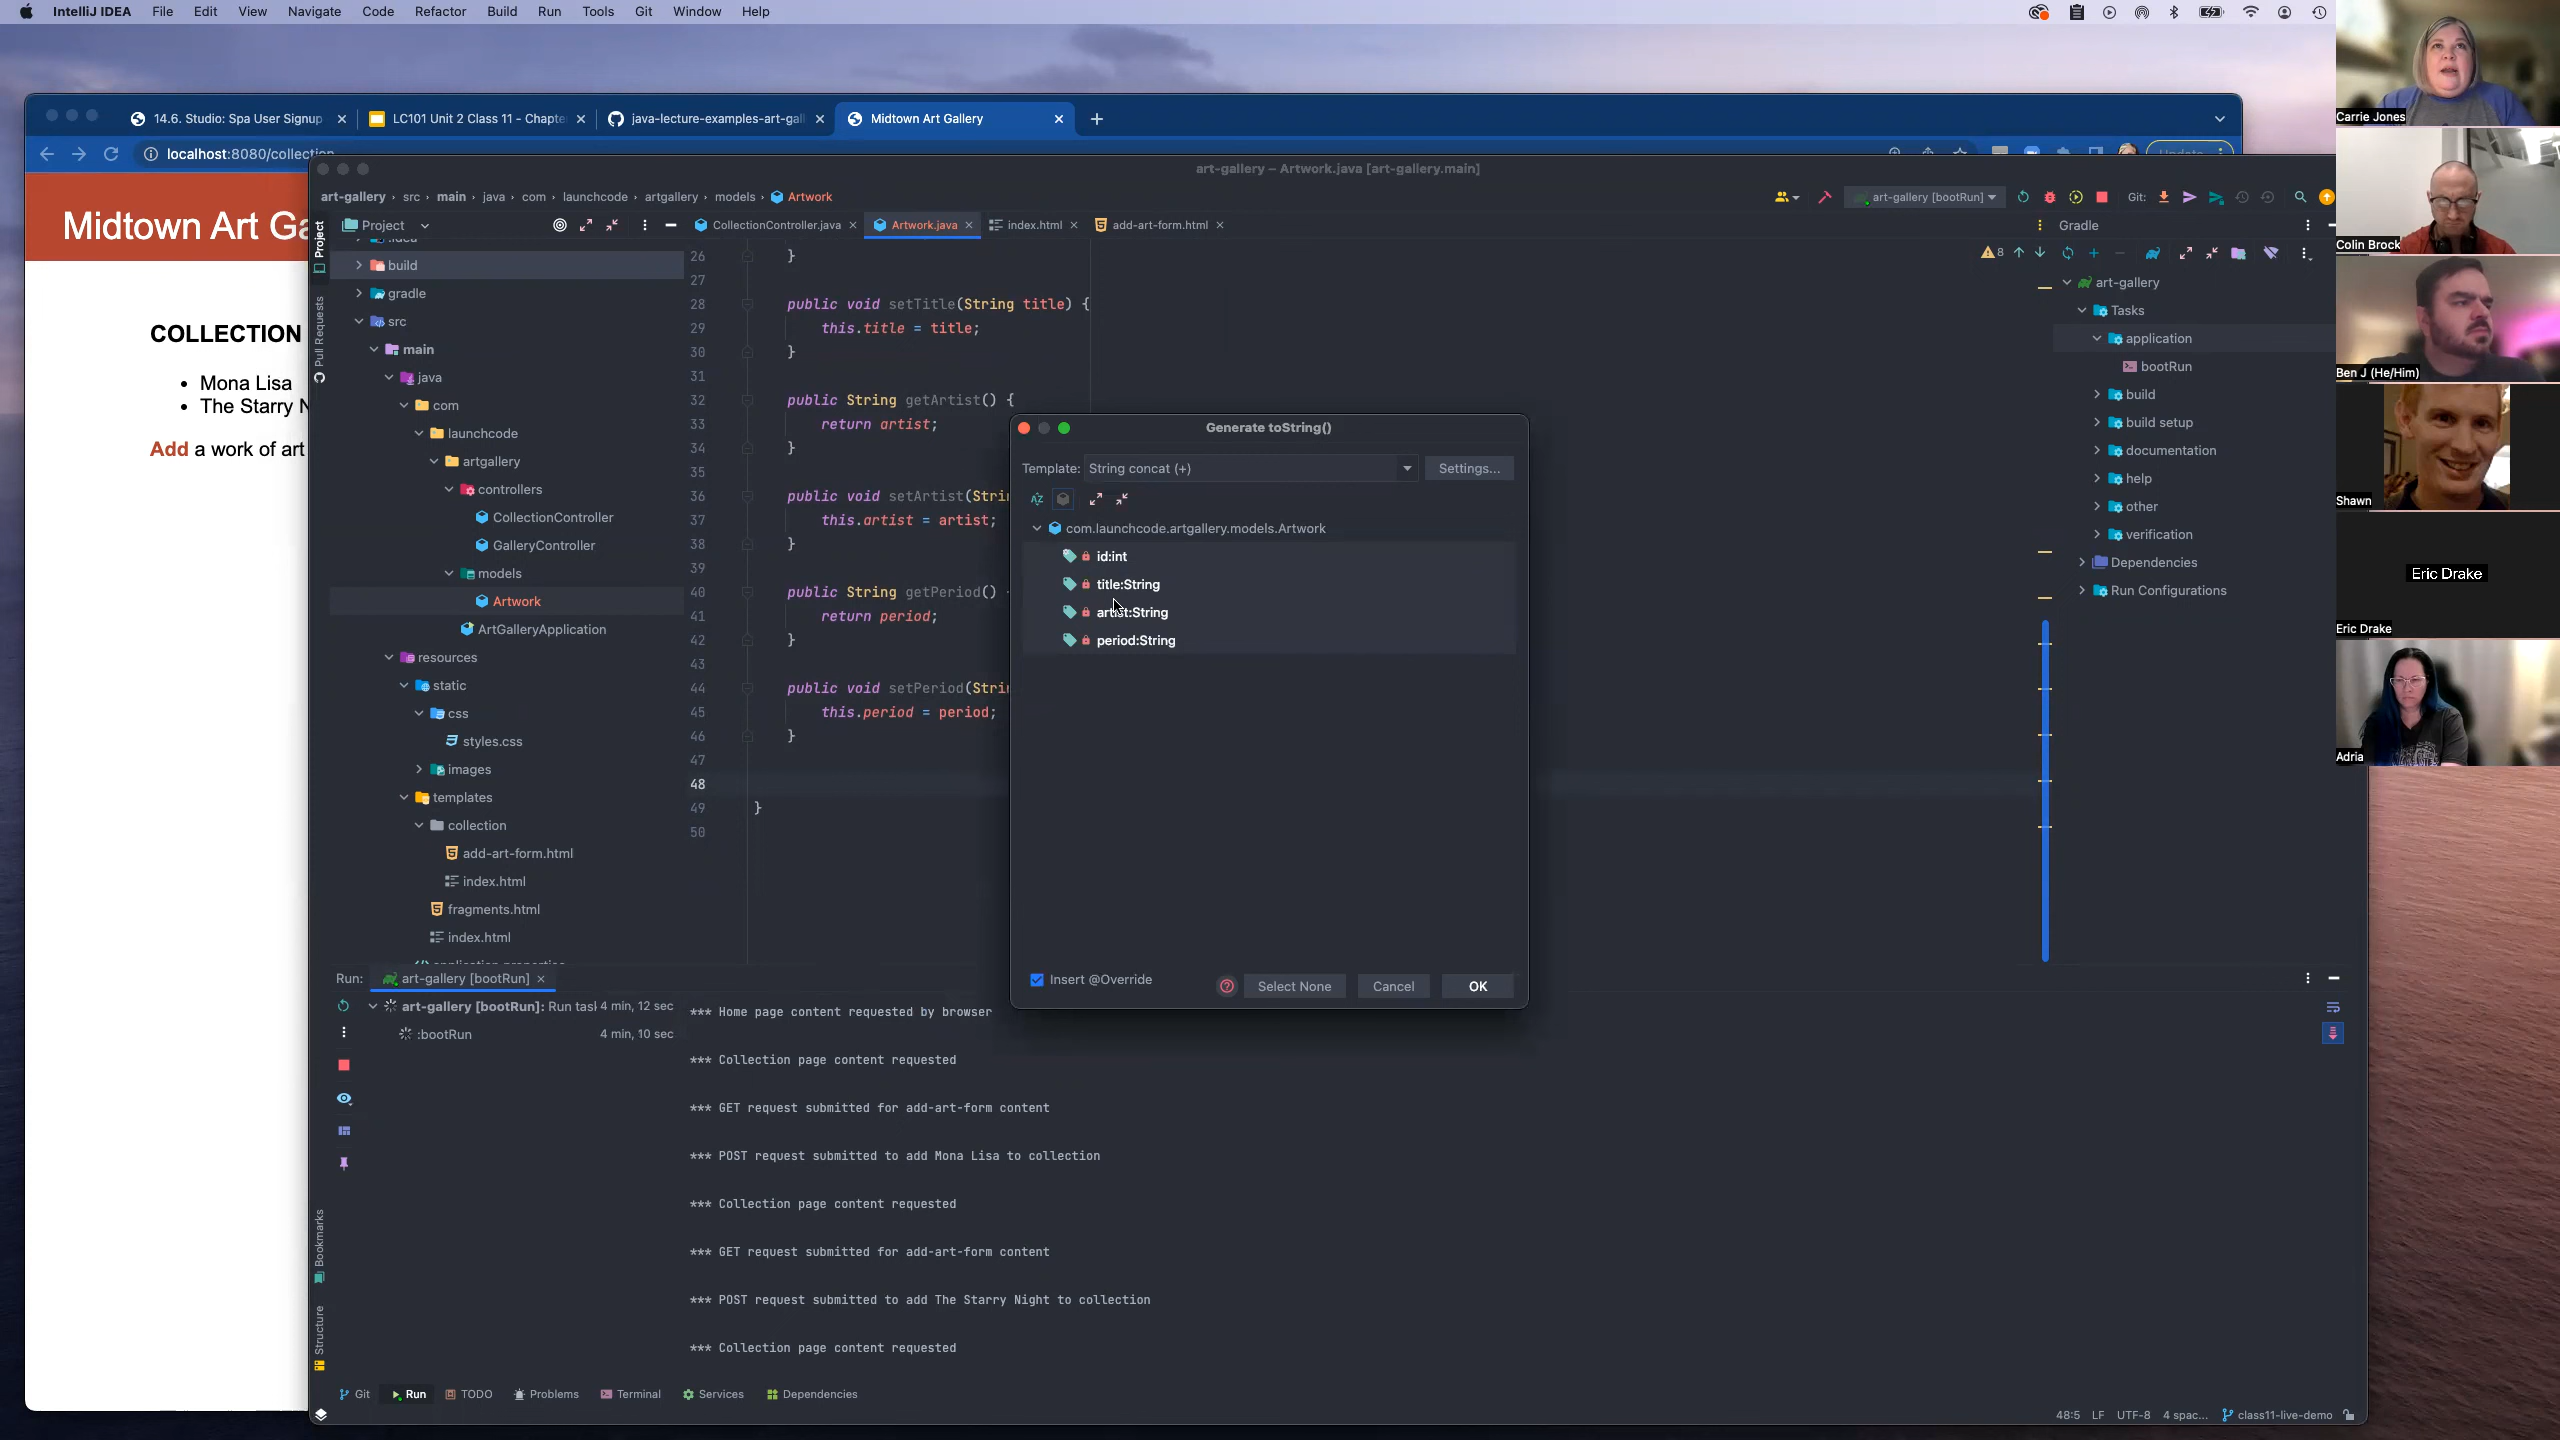 IntelliJ IDEA File Edit View Navigate Code Refactor Build Run Tools Git Window Help
14.6. Studio: Spa User Signup
LC101 Unit 2 Class 11 - Chapte
java-lecture-examples-art-gall
Midtown Art Gallery
localhost:8080/collection
Midtown Art Ga
COLLECTION
Mona Lisa
The Starry N
Add a work of art
art-gallery – Artwork.java [art-gallery.main]
art-gallery › src › main › java › com › launchcode › artgallery › models › Artwork
art-gallery [bootRun]
Git:
Project
Project
Pull Requests
CollectionController.java
Artwork.java
index.html
add-art-form.html
build
gradle
src
main
java
com
launchcode
artgallery
controllers
CollectionController
GalleryController
models
Artwork
ArtGalleryApplication
resources
static
css
styles.css
images
templates
collection
add-art-form.html
index.html
fragments.html
index.html
26 }
27
28 public void setTitle(String title) {
29 this.title = title;
30 }
31
32 public String getArtist() {
33 return artist;
34 }
35
36 public void setArtist(Strin
37 this.artist = artist;
38 }
39
40 public String getPeriod()
41 return period;
42 }
43
44 public void setPeriod(Strin
45 this.period = period;
46 }
47
48
49 }
50
8
Generate toString()
Template: String concat (+) Settings...
com.launchcode.artgallery.models.Artwork
id:int
title:String
artist:String
period:String
Insert @Override
Select None
Cancel
OK
Gradle
art-gallery
Tasks
application
bootRun
build
build setup
documentation
help
other
verification
Dependencies
Run Configurations
Run: art-gallery [bootRun]
art-gallery [bootRun]: Run task 4 min, 12 sec
:bootRun 4 min, 10 sec
*** Home page content requested by browser
*** Collection page content requested
*** GET request submitted for add-art-form content
*** POST request submitted to add Mona Lisa to collection
*** Collection page content requested
*** GET request submitted for add-art-form content
*** POST request submitted to add The Starry Night to collection
*** Collection page content requested
Bookmarks
Structure
Git Run TODO Problems Terminal Services Dependencies
48:5 LF UTF-8 4 spac... class11-live-demo
Carrie Jones
Colin Brock
Ben J (He/Him)
Shawn
Eric Drake
Eric Drake
Adria